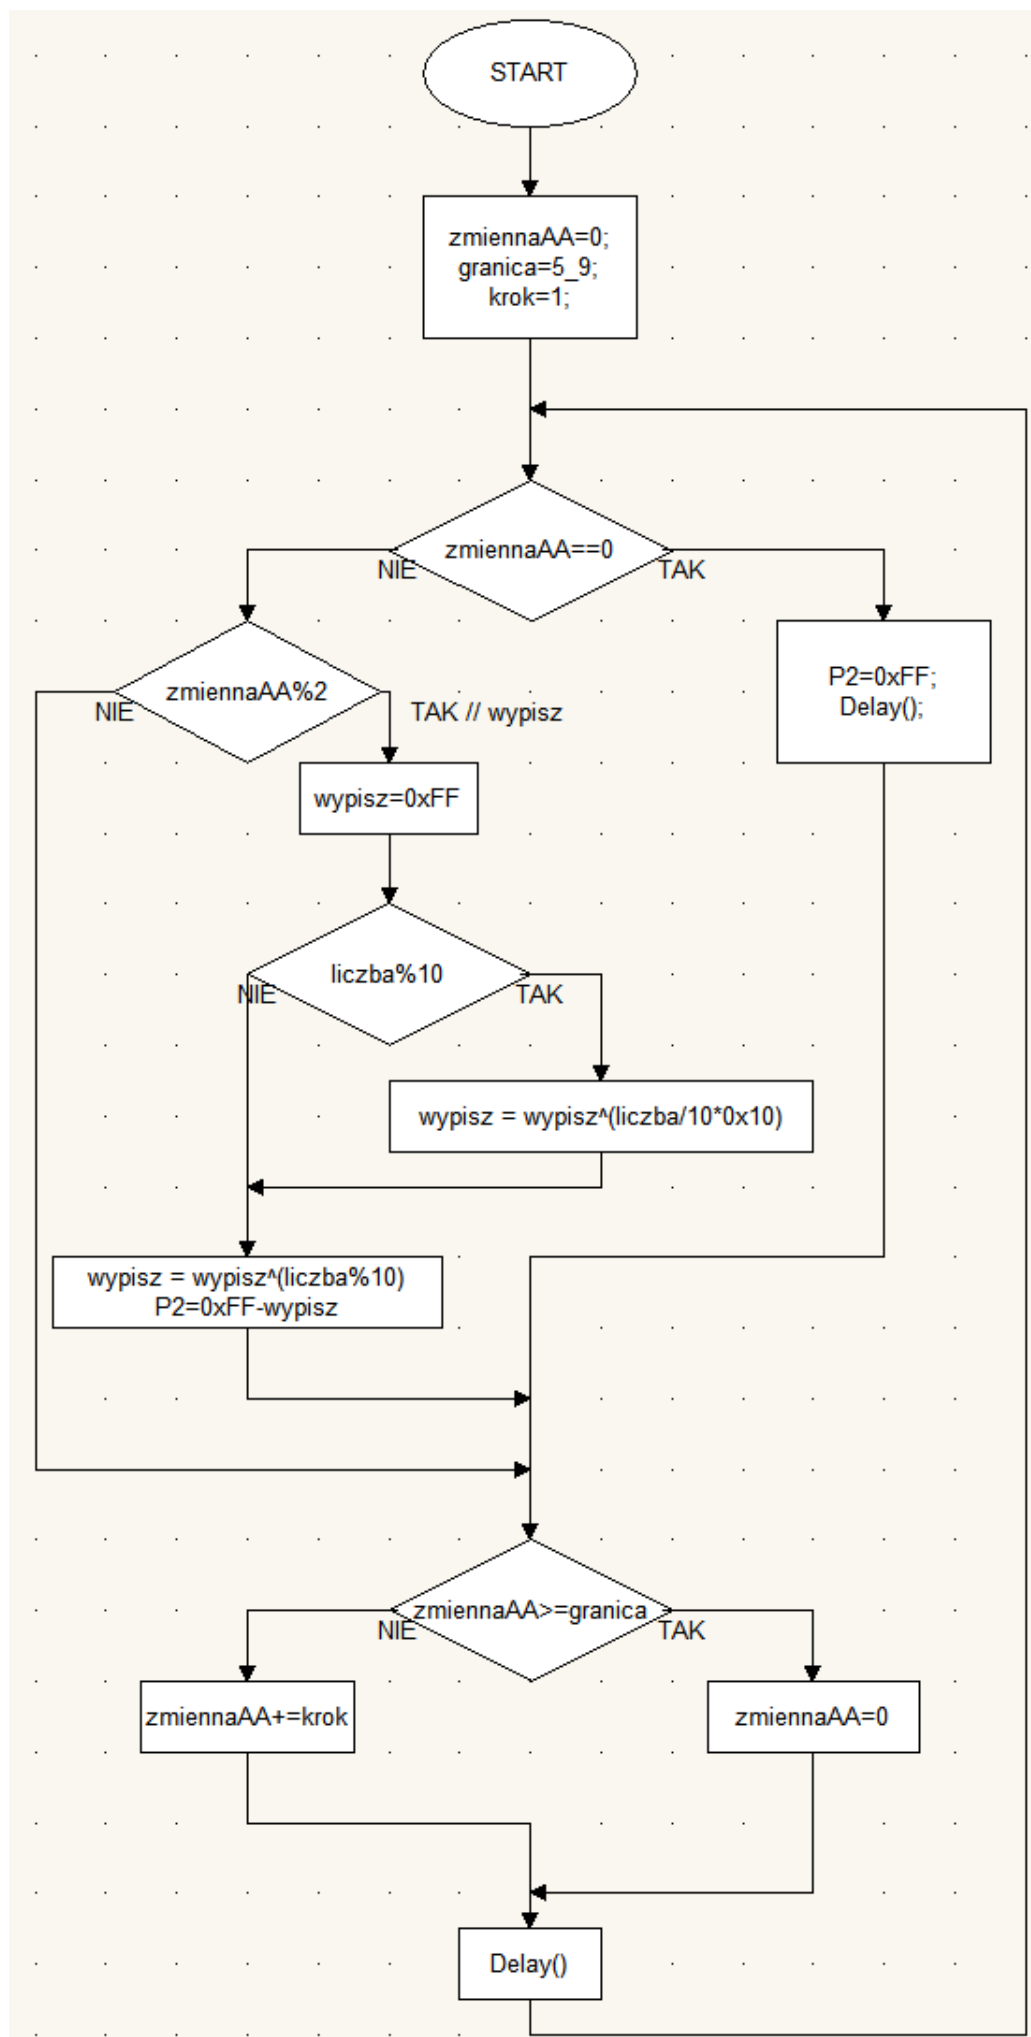 START
zmiennaAA=0;
granica=5_9;
krok=1;
zmiennaAA==0
NIE
TAK
zmiennaAA%2
NIE
TAK // wypisz
P2=0xFF;
Delay();
wypisz=0xFF
liczba%10
NIE
TAK
wypisz = wypisz^(liczba/10*0x10)
wypisz = wypisz^(liczba%10)
P2=0xFF-wypisz
zmiennaAA>=granica
NIE
TAK
zmiennaAA+=krok
zmiennaAA=0
Delay()